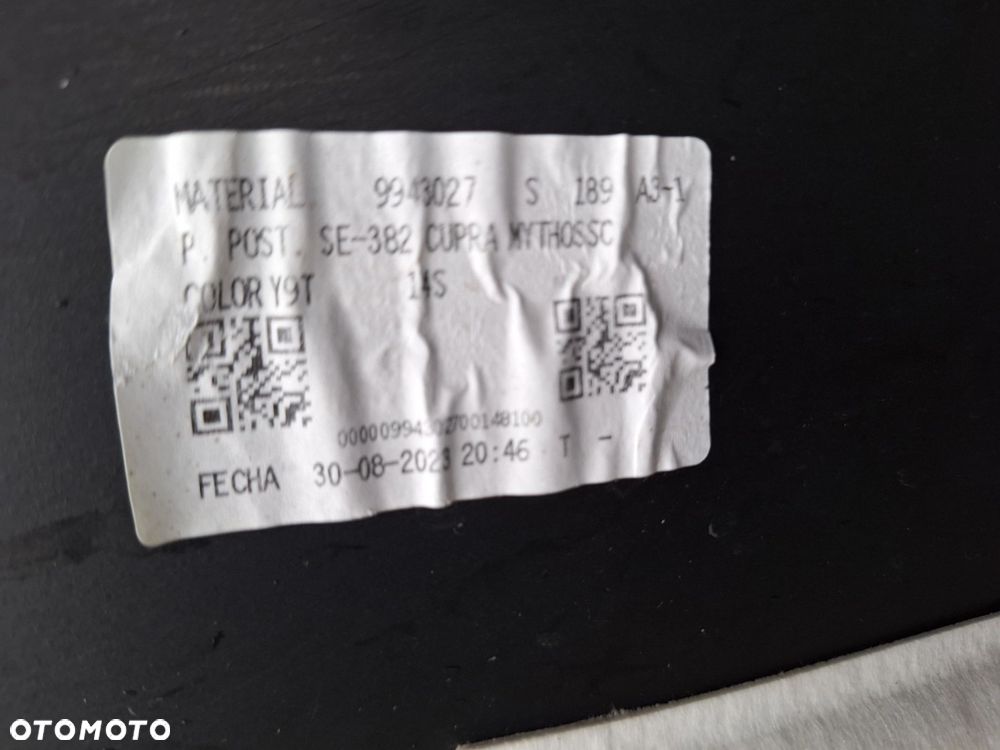 MATERIAL. 9943027 S 189 A3-1
P. POST. SE-382 CUPRA MYTHOSSC
COLOR Y9T 14S
00000994302700148100
FECHA 30-08-2023 20:46 T -
OTOMOTO